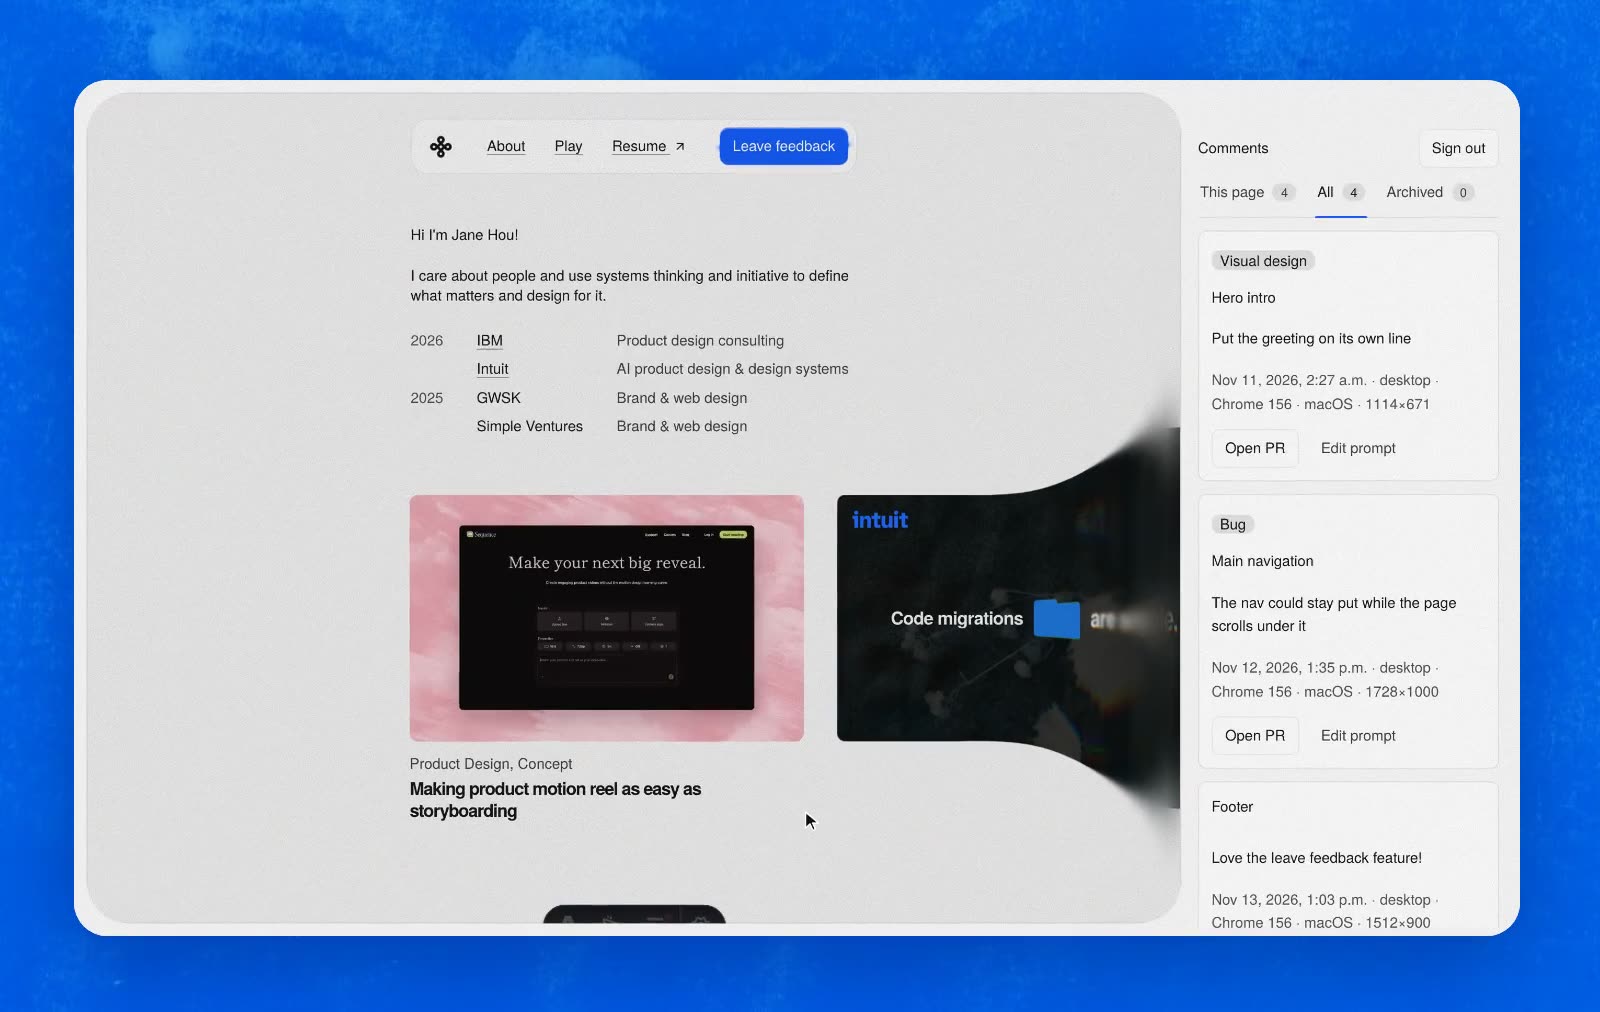 About
Play
Resume ↗
Leave feedback
Hi I'm Jane Hou!
I care about people and use systems thinking and initiative to define
what matters and design for it.
2026 IBM Product design consulting
Intuit AI product design & design systems
2025 GWSK Brand & web design
Simple Ventures Brand & web design
Sequence
Make your next big reveal.
intuit
Code migrations are
Product Design, Concept
Making product motion reel as easy as
storyboarding
Comments
Sign out
This page 4 All 4 Archived 0
Visual design
Hero intro
Put the greeting on its own line
Nov 11, 2026, 2:27 a.m. · desktop ·
Chrome 156 · macOS · 1114×671
Open PR Edit prompt
Bug
Main navigation
The nav could stay put while the page
scrolls under it
Nov 12, 2026, 1:35 p.m. · desktop ·
Chrome 156 · macOS · 1728×1000
Open PR Edit prompt
Footer
Love the leave feedback feature!
Nov 13, 2026, 1:03 p.m. · desktop ·
Chrome 156 · macOS · 1512×900